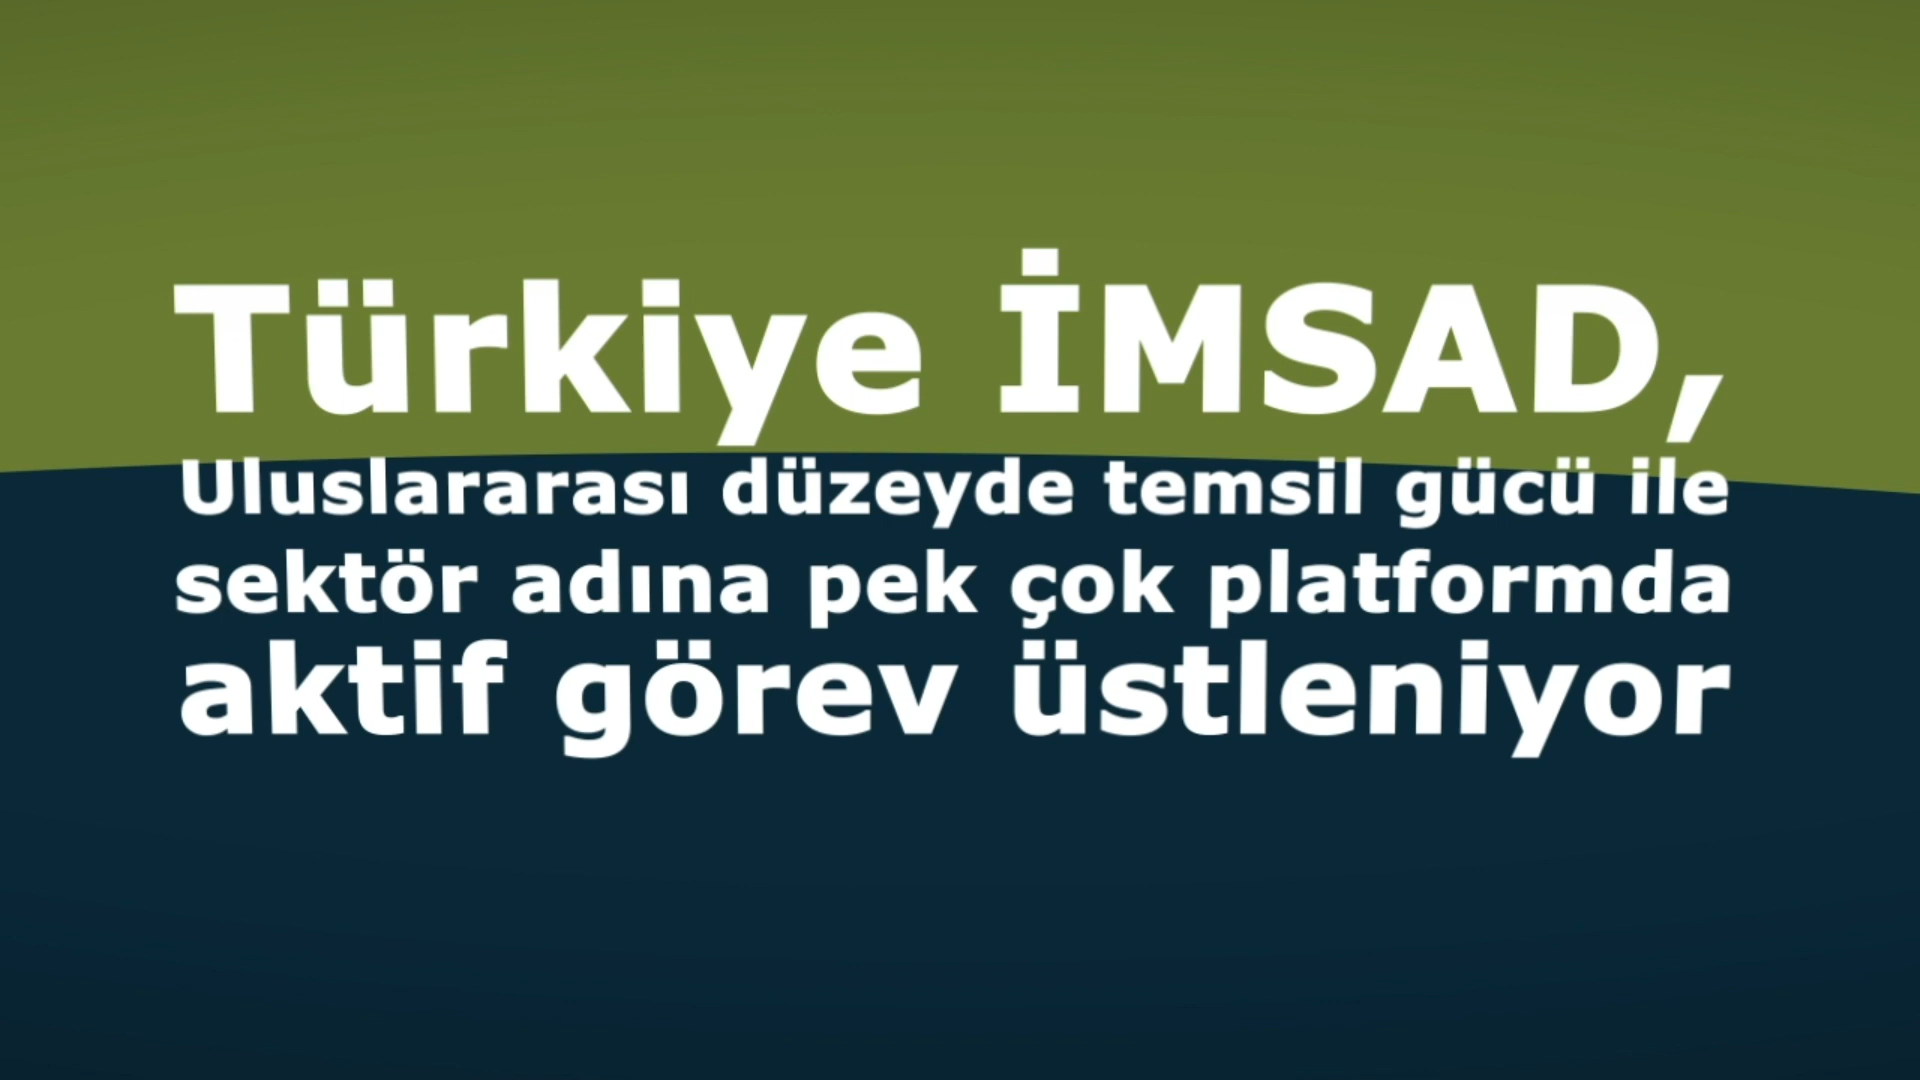 Türkiye İMSAD,
Uluslararası düzeyde temsil gücü ile
sektör adına pek çok platformda
aktif görev üstleniyor